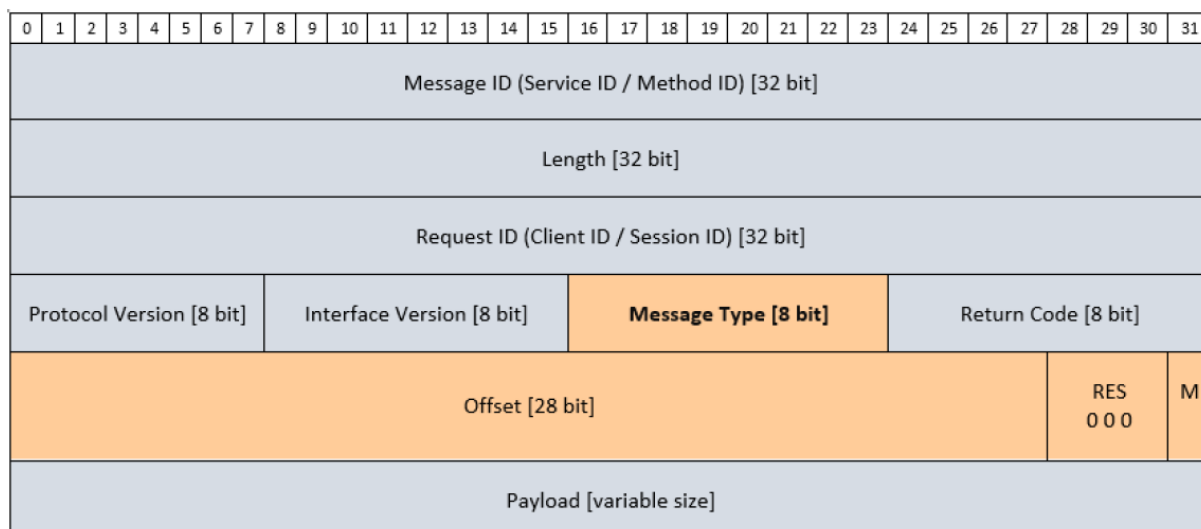 0 1 2 3 4 5 6 7 8 9 10 11 12 13 14 15 16 17 18 19 20 21 22 23 24 25 26 27 28 29 30 31
Message ID (Service ID / Method ID) [32 bit]
Length [32 bit]
Request ID (Client ID / Session ID) [32 bit]
Protocol Version [8 bit] Interface Version [8 bit] Message Type [8 bit] Return Code [8 bit]
Offset [28 bit] RES M
0 0 0
Payload [variable size]